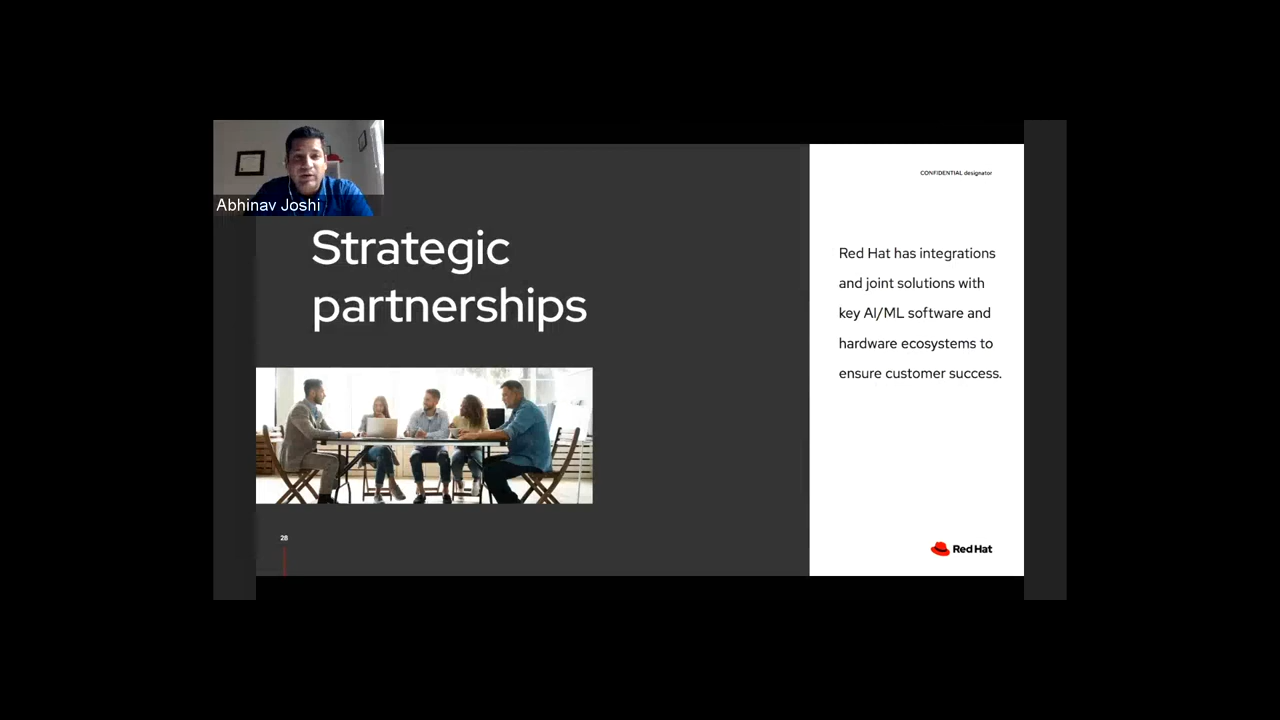 Abhinav Joshi
Strategic
partnerships
28
CONFIDENTIAL designator
Red Hat has integrations
and joint solutions with
key AI/ML software and
hardware ecosystems to
ensure customer success.
Red Hat